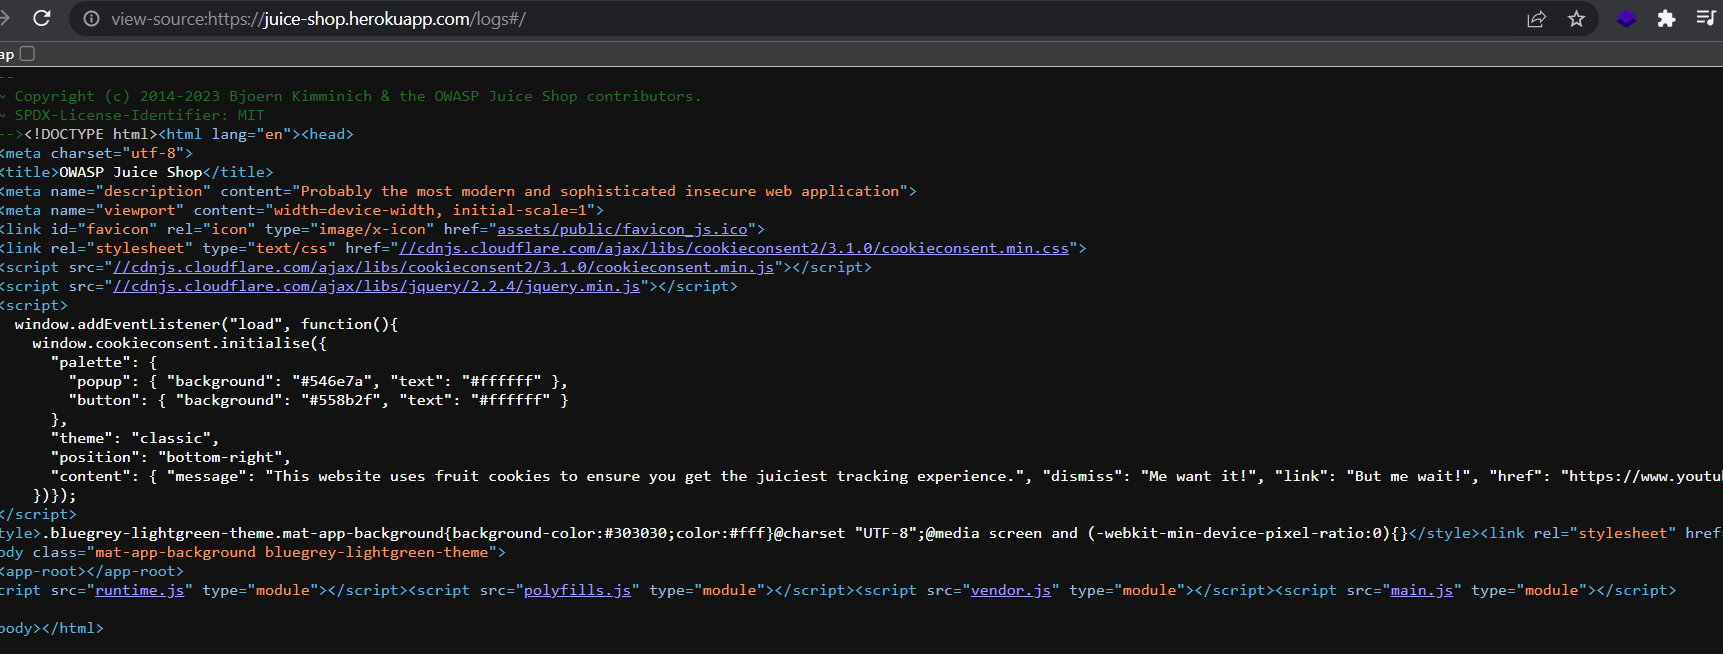 view-source:https://juice-shop.herokuapp.com/logs#/
ap
--
~ Copyright (c) 2014-2023 Bjoern Kimminich & the OWASP Juice Shop contributors.
~ SPDX-License-Identifier: MIT
--><!DOCTYPE html><html lang="en"><head>
<meta charset="utf-8">
<title>OWASP Juice Shop</title>
<meta name="description" content="Probably the most modern and sophisticated insecure web application">
<meta name="viewport" content="width=device-width, initial-scale=1">
<link id="favicon" rel="icon" type="image/x-icon" href="assets/public/favicon_js.ico">
<link rel="stylesheet" type="text/css" href="//cdnjs.cloudflare.com/ajax/libs/cookieconsent2/3.1.0/cookieconsent.min.css">
<script src="//cdnjs.cloudflare.com/ajax/libs/cookieconsent2/3.1.0/cookieconsent.min.js"></script>
<script src="//cdnjs.cloudflare.com/ajax/libs/jquery/2.2.4/jquery.min.js"></script>
<script>
window.addEventListener("load", function(){
window.cookieconsent.initialise({
"palette": {
"popup": { "background": "#546e7a", "text": "#ffffff" },
"button": { "background": "#558b2f", "text": "#ffffff" }
},
"theme": "classic",
"position": "bottom-right",
"content": { "message": "This website uses fruit cookies to ensure you get the juiciest tracking experience.", "dismiss": "Me want it!", "link": "But me wait!", "href": "https://www.youtu
})});
</script>
tyle>.bluegrey-lightgreen-theme.mat-app-background{background-color:#303030;color:#fff}@charset "UTF-8";@media screen and (-webkit-min-device-pixel-ratio:0){}</style><link rel="stylesheet" href
ody class="mat-app-background bluegrey-lightgreen-theme">
<app-root></app-root>
cript src="runtime.js" type="module"></script><script src="polyfills.js" type="module"></script><script src="vendor.js" type="module"></script><script src="main.js" type="module"></script>
body></html>